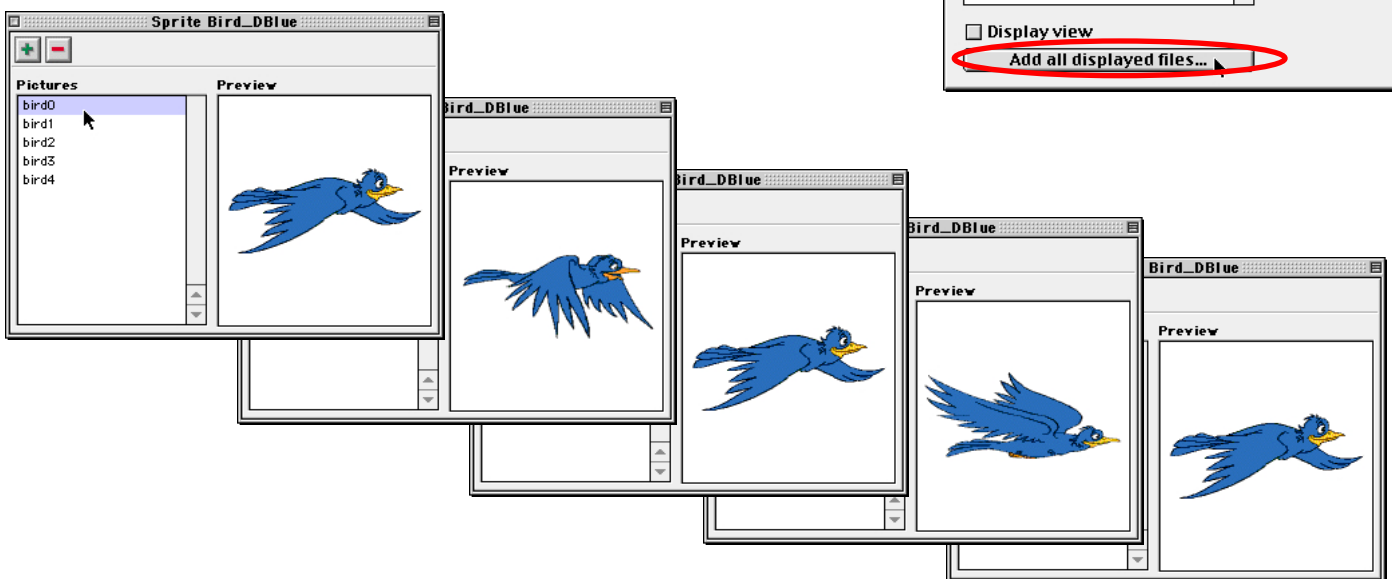 Display view
Add all displayed files...
Sprite Bird_DBlue
Pictures
Preview
bird0
bird1
bird2
bird3
bird4
Bird_DBlue
Preview
Bird_DBlue
Preview
Bird_DBlue
Preview
Bird_DBlue
Preview